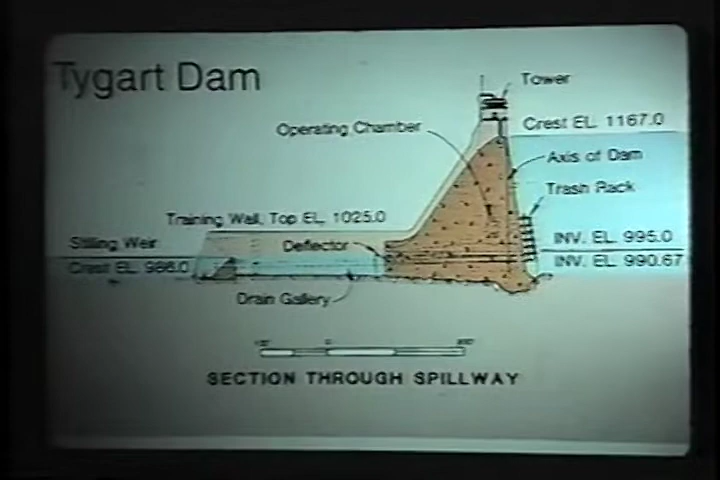 Tygart Dam
Tower
Operating Chamber
Crest EL. 1167.0
Axis of Dam
Trash Rack
Training Wall, Top EL. 1025.0
Stilling Weir
Deflector
INV. EL. 995.0
Crest EL. 986.0
INV. EL. 990.67
Drain Gallery
0
SECTION THROUGH SPILLWAY